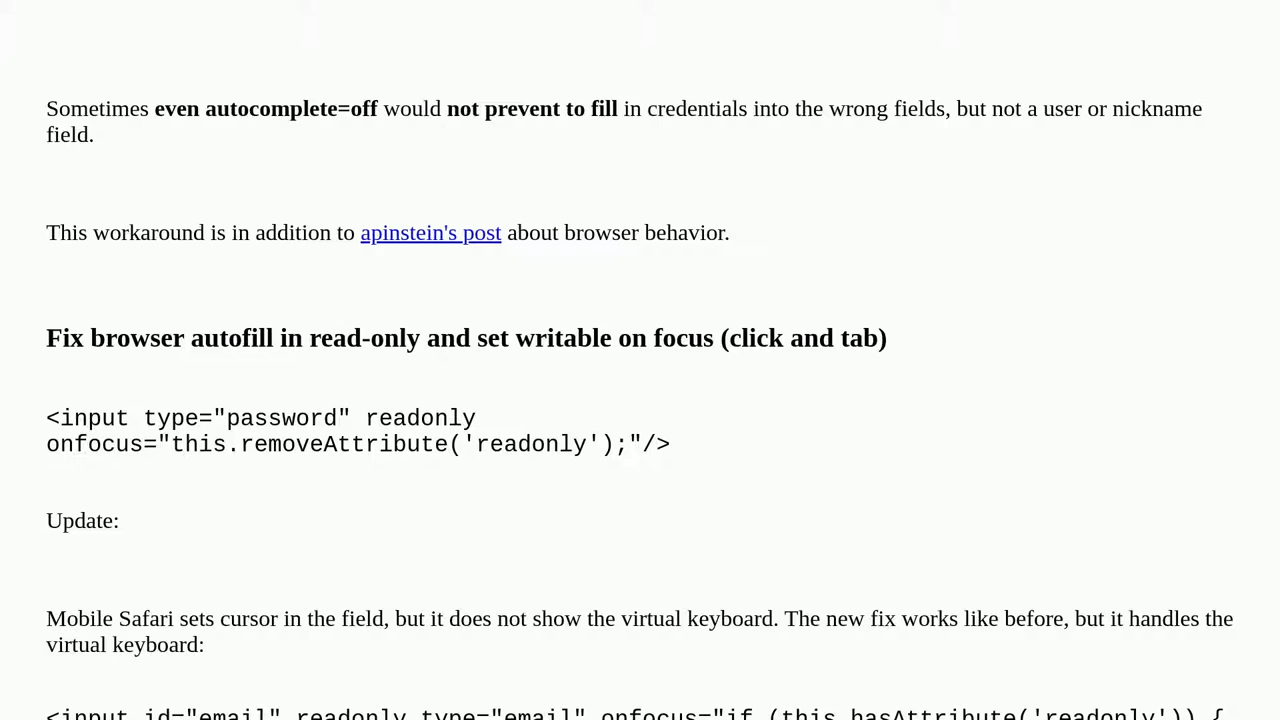 Sometimes even autocomplete=off would not prevent to fill in credentials into the wrong fields, but not a user or nickname
field.
This workaround is in addition to apinstein's post about browser behavior.
Fix browser autofill in read-only and set writable on focus (click and tab)
<input type="password" readonly
onfocus="this.removeAttribute('readonly');"/>
Update:
Mobile Safari sets cursor in the field, but it does not show the virtual keyboard. The new fix works like before, but it handles the
virtual keyboard:
<input id="email" readonly type="email" onfocus="if (this.hasAttribute('readonly')) {